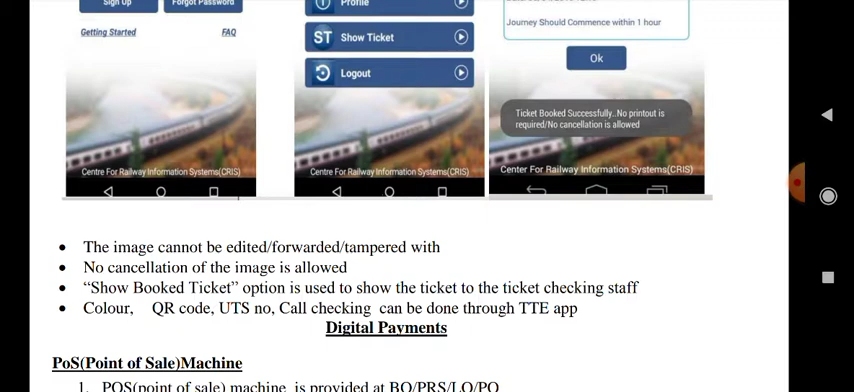 Sign Up Forgot Password
Getting Started FAQ
Profile
ST Show Ticket
Logout
Journey Should Commence within 1 hour
Ok
Ticket Booked Successfully..No printout is
required/No cancellation is allowed
Centre For Railway Information Systems(CRIS)
Centre For Railway Information Systems(CRIS)
Center For Railway Information Systems(CRIS)
• The image cannot be edited/forwarded/tampered with
• No cancellation of the image is allowed
• “Show Booked Ticket” option is used to show the ticket to the ticket checking staff
• Colour, QR code, UTS no, Call checking can be done through TTE app
Digital Payments
PoS(Point of Sale)Machine
1. POS(point of sale) machine is provided at BO/PRS/LO/PO